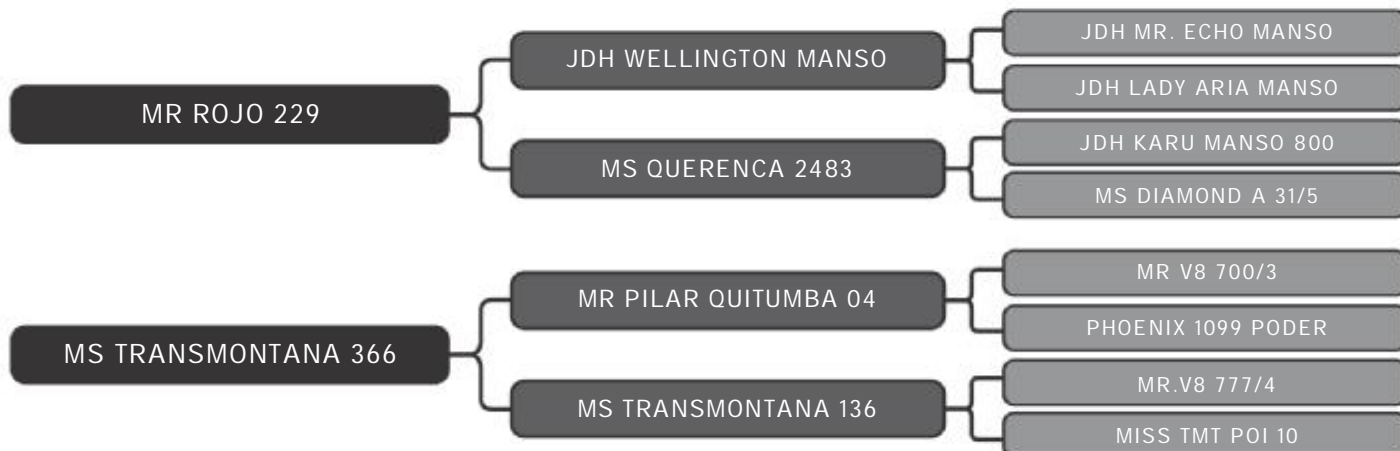 JDH MR. ECHO MANSO
JDH WELLINGTON MANSO
JDH LADY ARIA MANSO
MR ROJO 229
JDH KARU MANSO 800
MS QUERENCA 2483
MS DIAMOND A 31/5
MR V8 700/3
MR PILAR QUITUMBA 04
PHOENIX 1099 PODER
MS TRANSMONTANA 366
MR.V8 777/4
MS TRANSMONTANA 136
MISS TMT POI 10